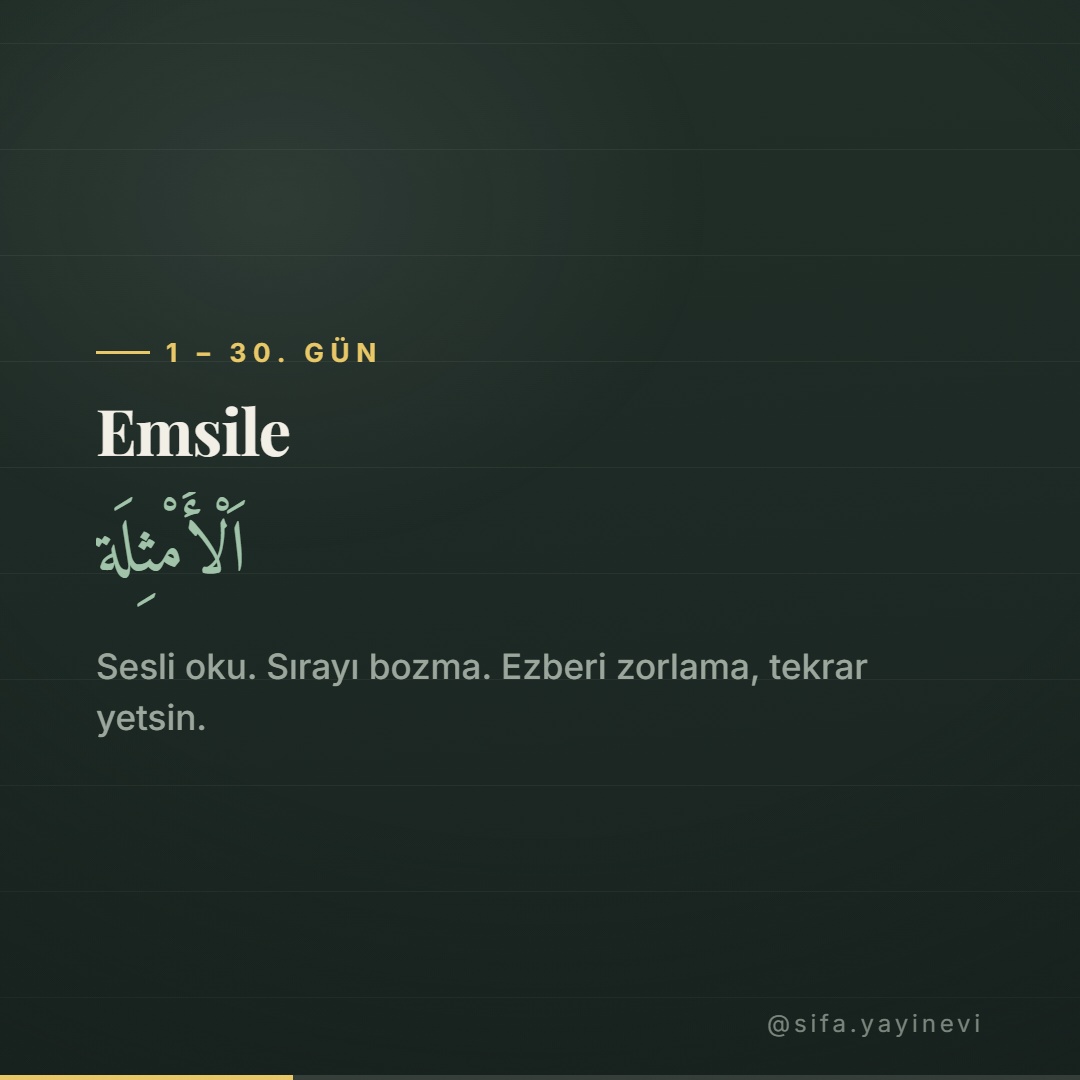 1 – 30. GÜN
Emsile
اَلْأَمْثِلَة
Sesli oku. Sırayı bozma. Ezberi zorlama, tekrar
yetsin.
@sifa.yayinevi